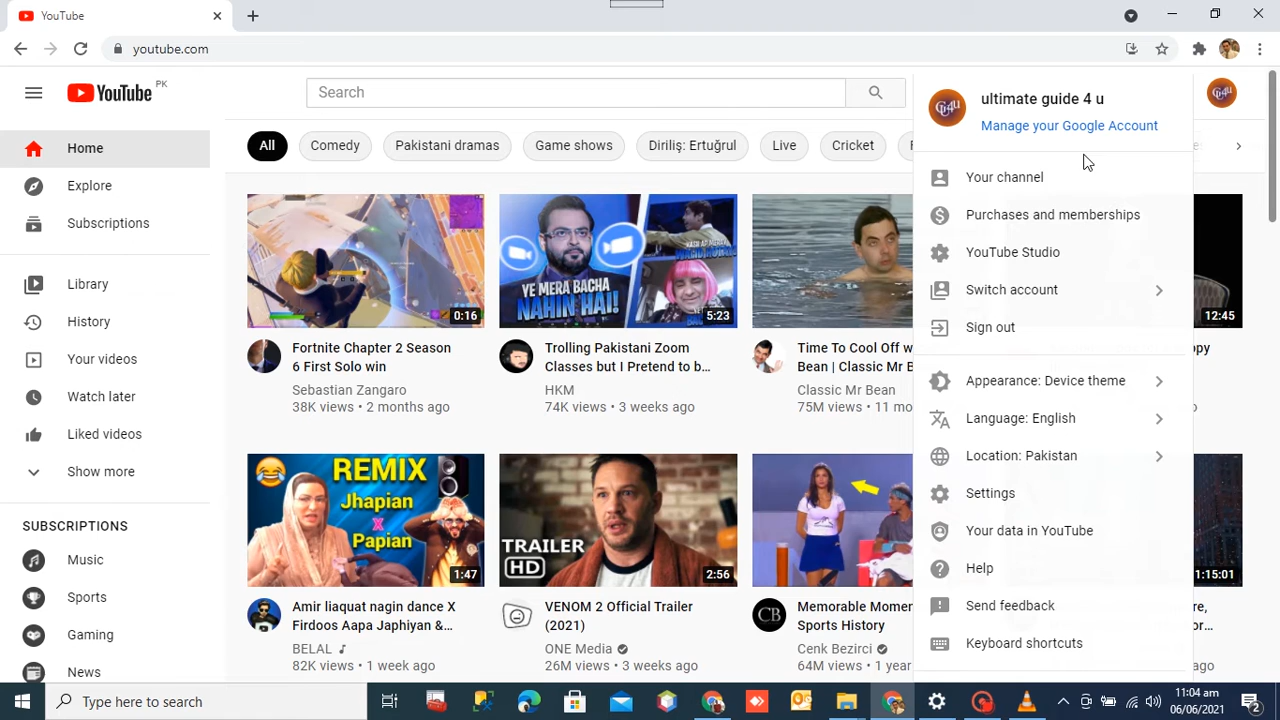 YouTube
youtube.com
YouTube PK
Search
ultimate guide 4 u
Manage your Google Account
Your channel
Purchases and memberships
YouTube Studio
Switch account
Sign out
Appearance: Device theme
Language: English
Location: Pakistan
Settings
Your data in YouTube
Help
Send feedback
Keyboard shortcuts
Home
Explore
Subscriptions
Library
History
Your videos
Watch later
Liked videos
Show more
SUBSCRIPTIONS
Music
Sports
Gaming
News
All
Comedy
Pakistani dramas
Game shows
Diriliş: Ertuğrul
Live
Cricket
0:16
Fortnite Chapter 2 Season
6 First Solo win
Sebastian Zangaro
38K views • 2 months ago
YE MERA BACHA
NAHIN HAI!
5:23
Trolling Pakistani Zoom
Classes but I Pretend to b...
HKM
74K views • 3 weeks ago
Time To Cool Off w
Bean | Classic Mr B
Classic Mr Bean
75M views • 11 mo
12:45
REMIX
Jhapian
X
Papian
1:47
Amir liaquat nagin dance X
Firdoos Aapa Japhiyan &...
BELAL
82K views • 1 week ago
TRAILER
HD
2:56
VENOM 2 Official Trailer
(2021)
ONE Media
26M views • 3 weeks ago
CB
Memorable Momen
Sports History
Cenk Bezirci
64M views • 1 year
1:15:01
Type here to search
11:04 am
06/06/2021
2